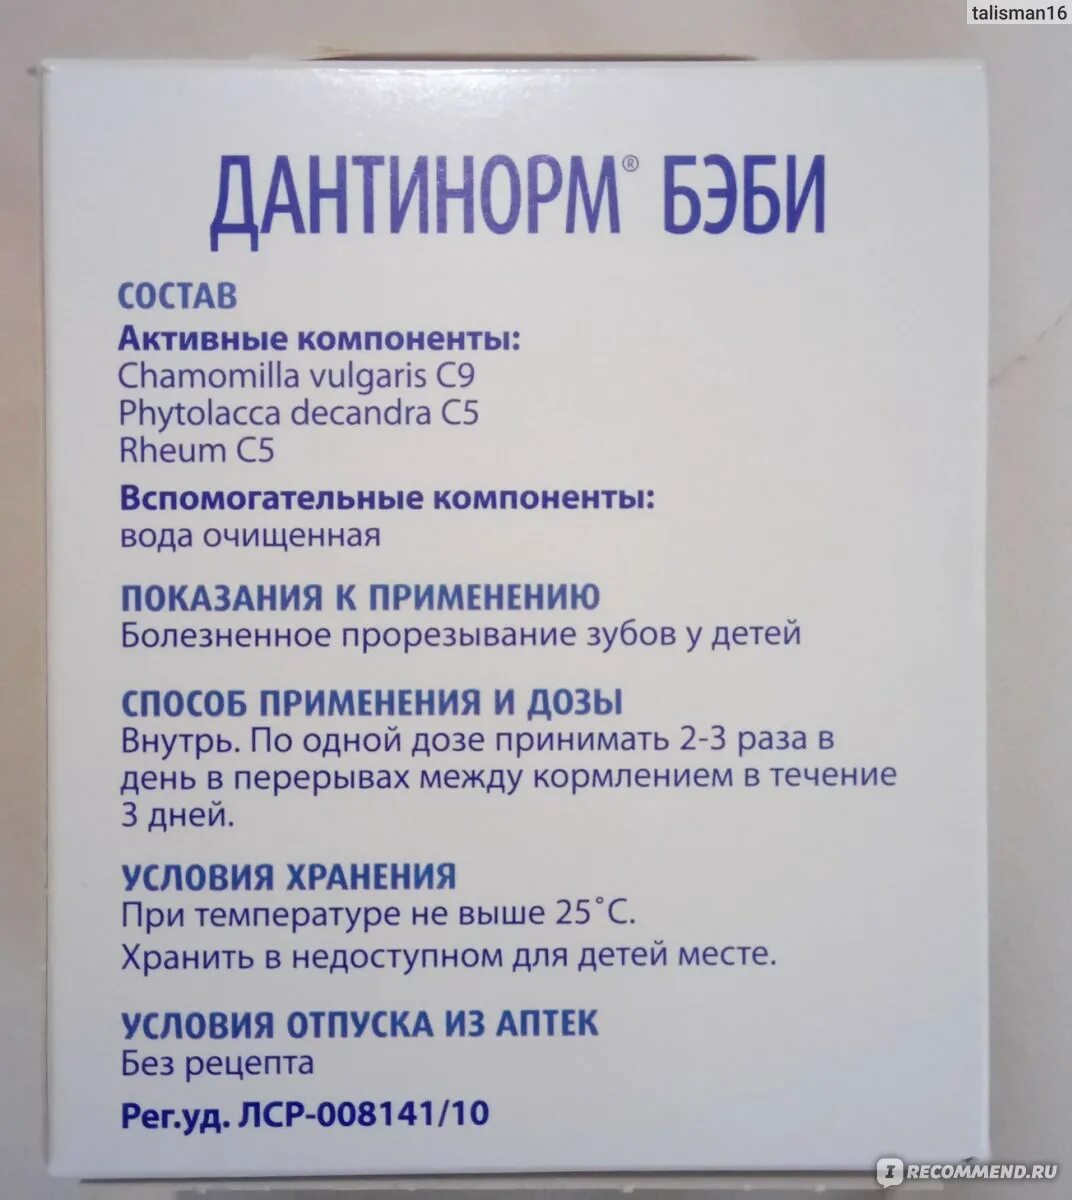 talisman16
ДАНТИНОРМ® БЭБИ
СОСТАВ
Активные компоненты:
Chamomilla vulgaris C9
Phytolacca decandra C5
Rheum C5
Вспомогательные компоненты:
вода очищенная
ПОКАЗАНИЯ К ПРИМЕНЕНИЮ
Болезненное прорезывание зубов у детей
СПОСОБ ПРИМЕНЕНИЯ И ДОЗЫ
Внутрь. По одной дозе принимать 2-3 раза в
день в перерывах между кормлением в течение
3 дней.
УСЛОВИЯ ХРАНЕНИЯ
При температуре не выше 25˚С.
Хранить в недоступном для детей месте.
УСЛОВИЯ ОТПУСКА ИЗ АПТЕК
Без рецепта
Рег.уд. ЛСР-008141/10
IRECOMMEND.RU